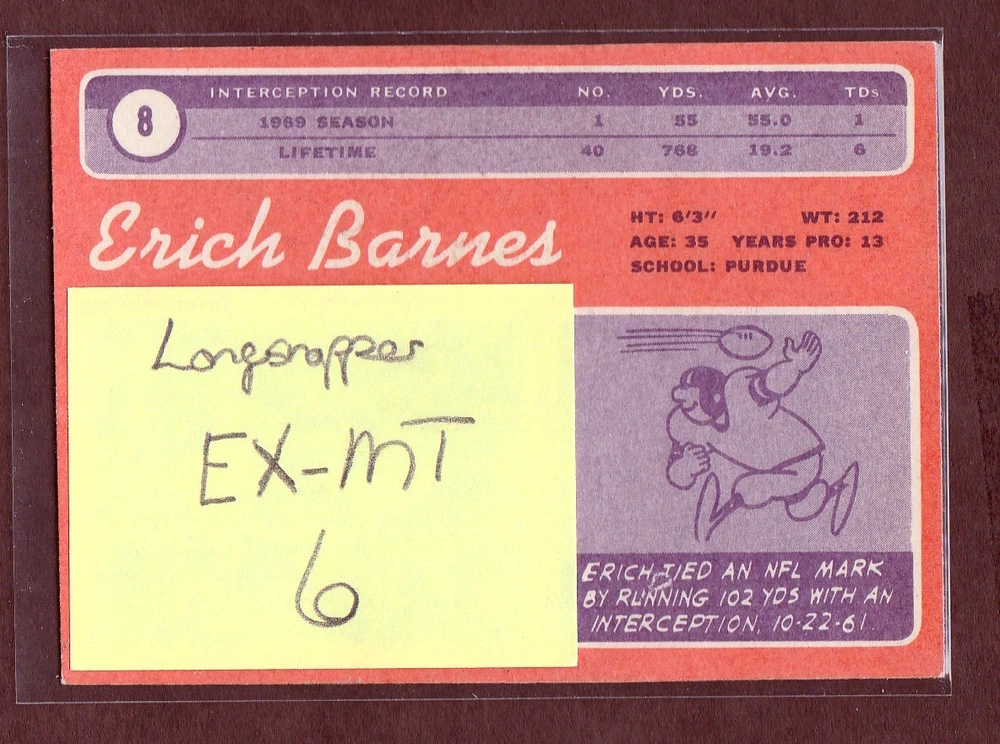 8 INTERCEPTION RECORD NO. YDS. AVG. TDs
1969 SEASON 1 55 55.0 1
LIFETIME 40 768 19.2 6
Erich Barnes
HT: 6'3" WT: 212
AGE: 35 YEARS PRO: 13
SCHOOL: PURDUE
Longsnapper
EX-MT
6
ERICH TIED AN NFL MARK
BY RUNNING 102 YDS WITH AN
INTERCEPTION, 10-22-61.